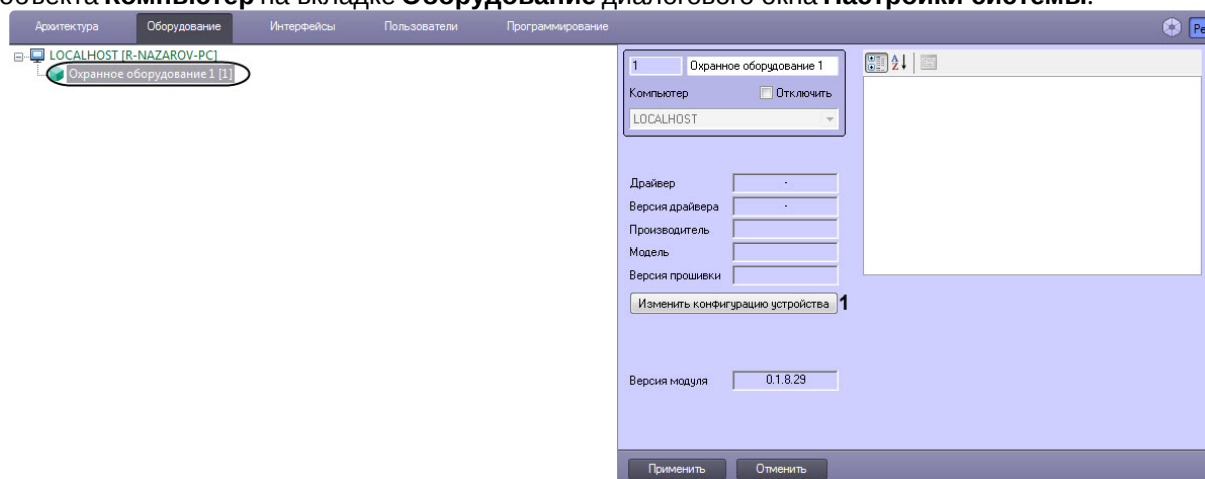 объекта Компьютер на вкладке Оборудование диалогового окна Настройки системы.
Архитектура Оборудование Интерфейсы Пользователи Программирование
LOCALHOST [R-NAZAROV-PC]
Охранное оборудование 1 [1]
1 Охранное оборудование 1
Компьютер Отключить
LOCALHOST
Драйвер -
Версия драйвера -
Производитель
Модель
Версия прошивки
Изменить конфигурацию устройства 1
Версия модуля 0.1.8.29
Применить Отменить